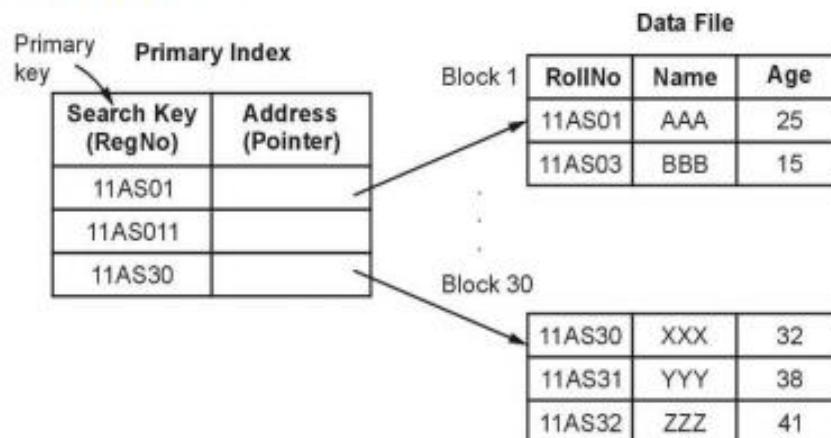 Primary key
Primary Index
Search Key (RegNo) Address (Pointer)
11AS01
11AS011
11AS30
Data File
Block 1
RollNo Name Age
11AS01 AAA 25
11AS03 BBB 15
Block 30
11AS30 XXX 32
11AS31 YYY 38
11AS32 ZZZ 41